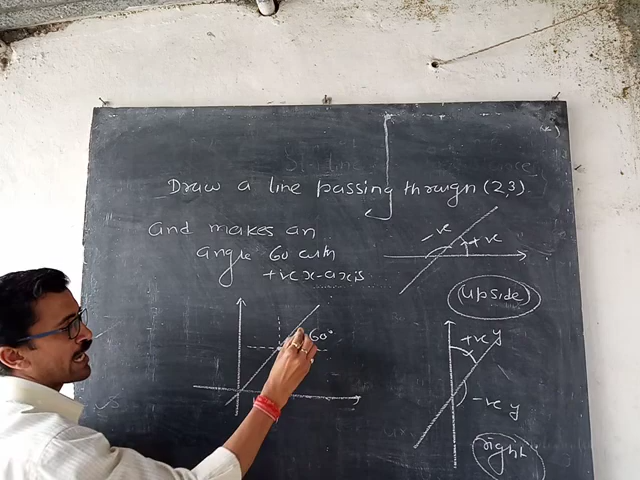 Draw a line passing through (2,3)
and makes an
angle 60 with
+ve x-axis
-ve
+ve
(upside)
60°
+ve y
-ve y
right